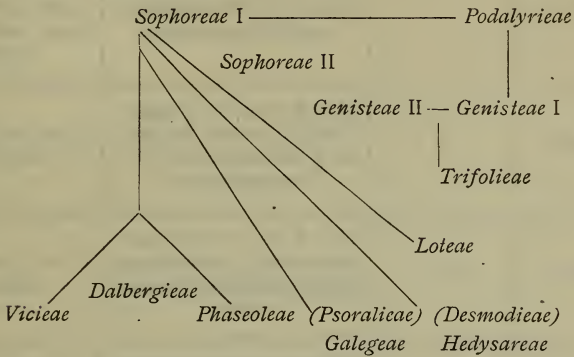 Sophoreae I Podalyrieae
Sophoreae II
Genisteae II — Genisteae I
Trifolieae
Loteae
Dalbergieae
Vicieae Phaseoleae (Psoralieae) (Desmodieae)
Galegeae Hedysareae